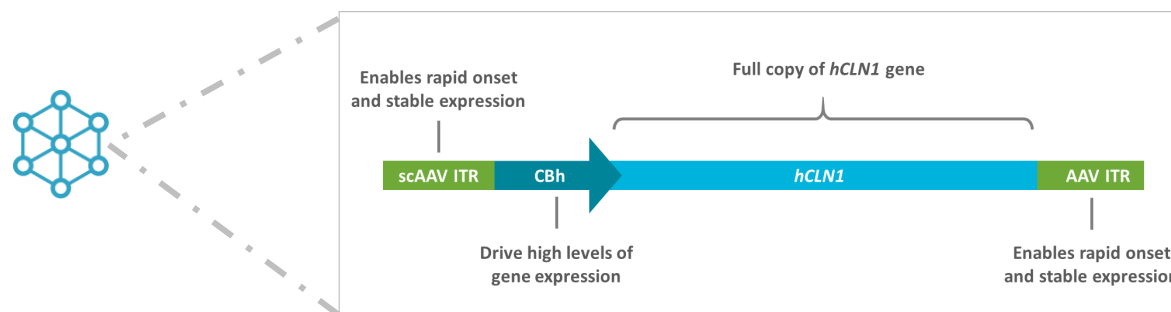 Enables rapid onset
and stable expression
Full copy of hCLN1 gene
scAAV ITR
CBh
hCLN1
AAV ITR
Drive high levels of
gene expression
Enables rapid onset
and stable expression